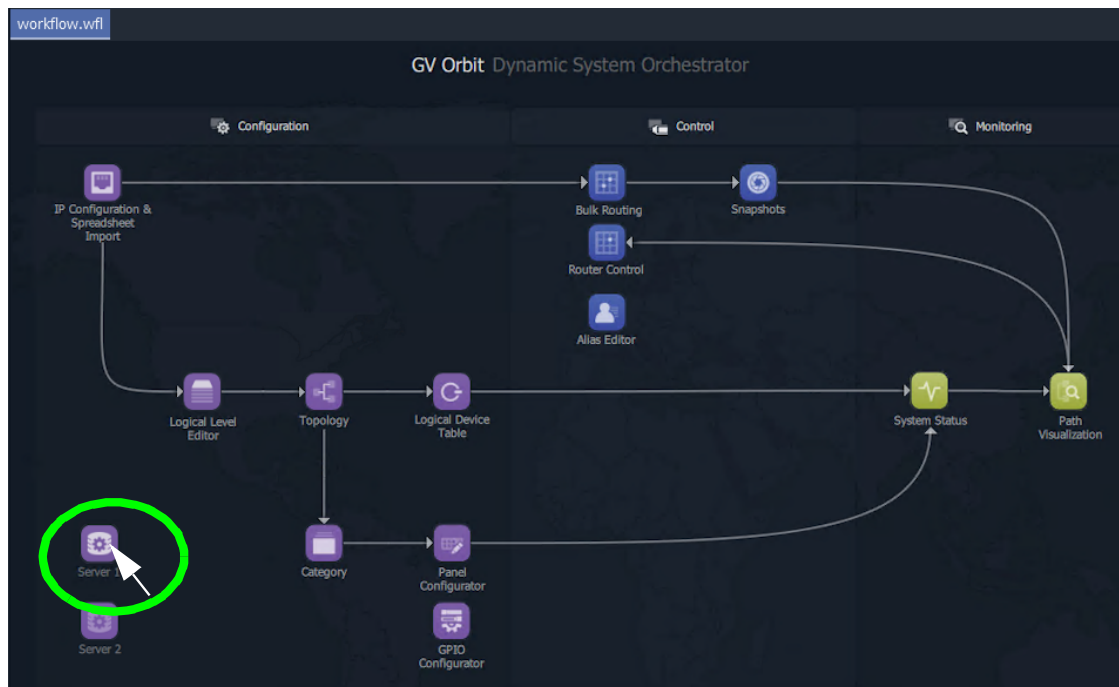 workflow.wfl
GV Orbit Dynamic System Orchestrator
Configuration
Control
Monitoring
IP Configuration &
Spreadsheet
Import
Bulk Routing
Snapshots
Router Control
Alias Editor
Logical Level
Editor
Topology
Logical Device
Table
System Status
Path
Visualization
Server 1
Category
Panel
Configurator
Server 2
GPIO
Configurator